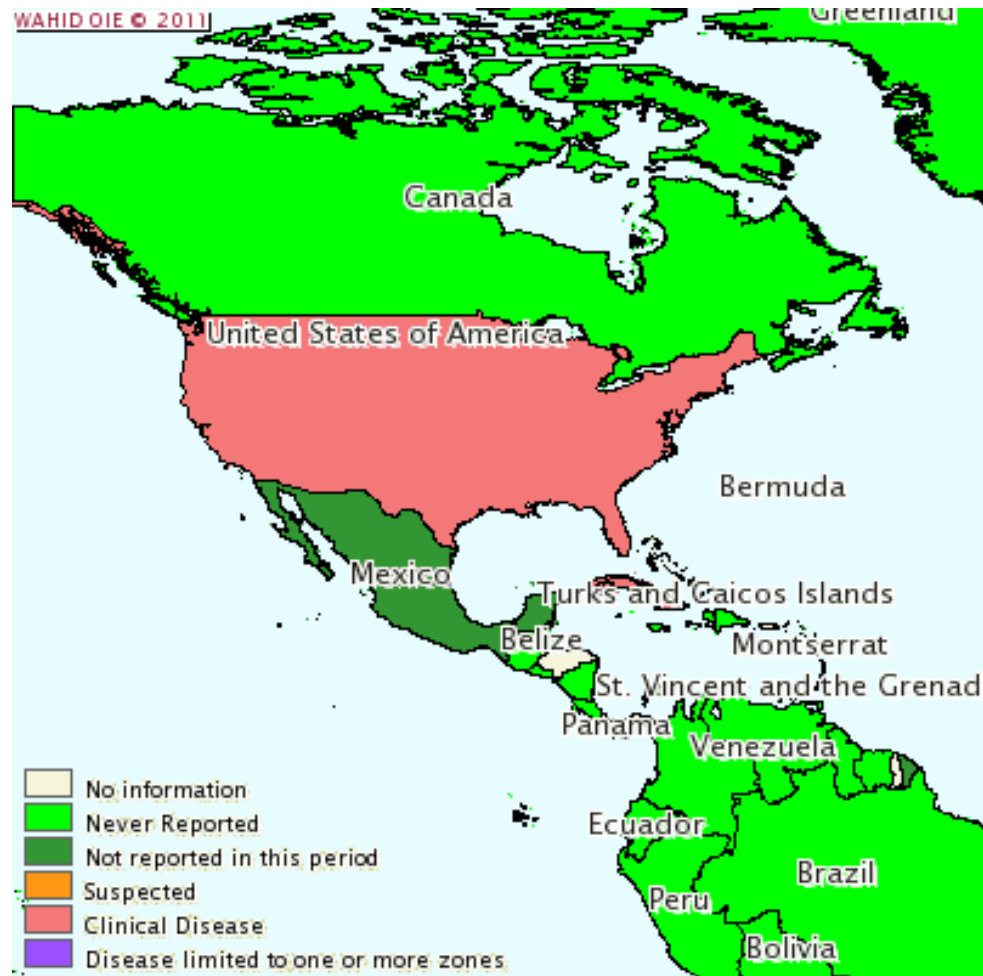 WAHID OIE © 2011
Greenland
Canada
United States of America
Bermuda
Mexico
Turks and Caicos Islands
Belize
Montserrat
St. Vincent and the Grenad
Panama
Venezuela
Ecuador
Brazil
Peru
Bolivia
No information
Never Reported
Not reported in this period
Suspected
Clinical Disease
Disease limited to one or more zones